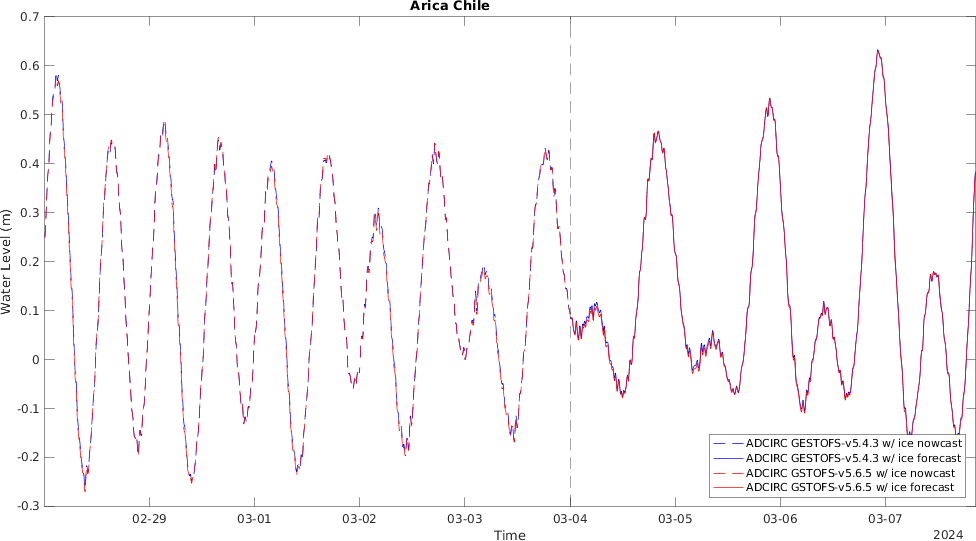 Arica Chile
0.7
0.6
0.5
0.4
0.3
0.2
0.1
0
-0.1
-0.2
-0.3
Water Level (m)
02-29
03-01
03-02
03-03
03-04
03-05
03-06
03-07
Time
2024
ADCIRC GESTOFS-v5.4.3 w/ ice nowcast
ADCIRC GESTOFS-v5.4.3 w/ ice forecast
ADCIRC GSTOFS-v5.6.5 w/ ice nowcast
ADCIRC GSTOFS-v5.6.5 w/ ice forecast